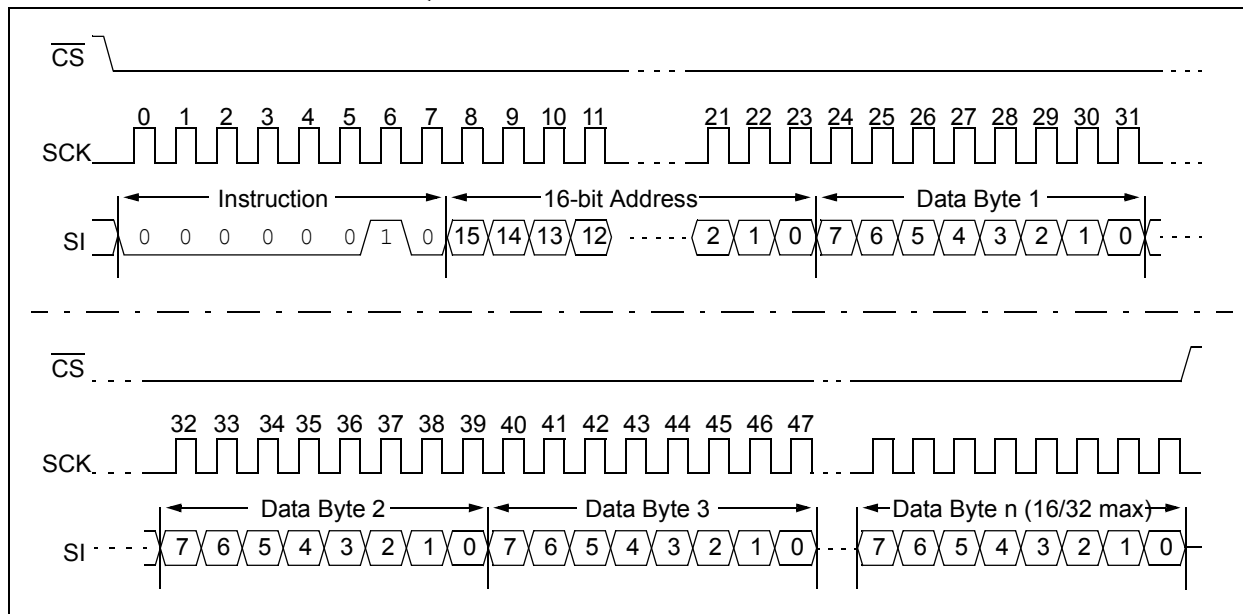 CS
0 1 2 3 4 5 6 7 8 9 10 11 21 22 23 24 25 26 27 28 29 30 31
SCK
Instruction 16-bit Address Data Byte 1
SI 0 0 0 0 0 0 1 0 15 14 13 12 2 1 0 7 6 5 4 3 2 1 0
CS
32 33 34 35 36 37 38 39 40 41 42 43 44 45 46 47
SCK
Data Byte 2 Data Byte 3 Data Byte n (16/32 max)
SI 7 6 5 4 3 2 1 0 7 6 5 4 3 2 1 0 7 6 5 4 3 2 1 0